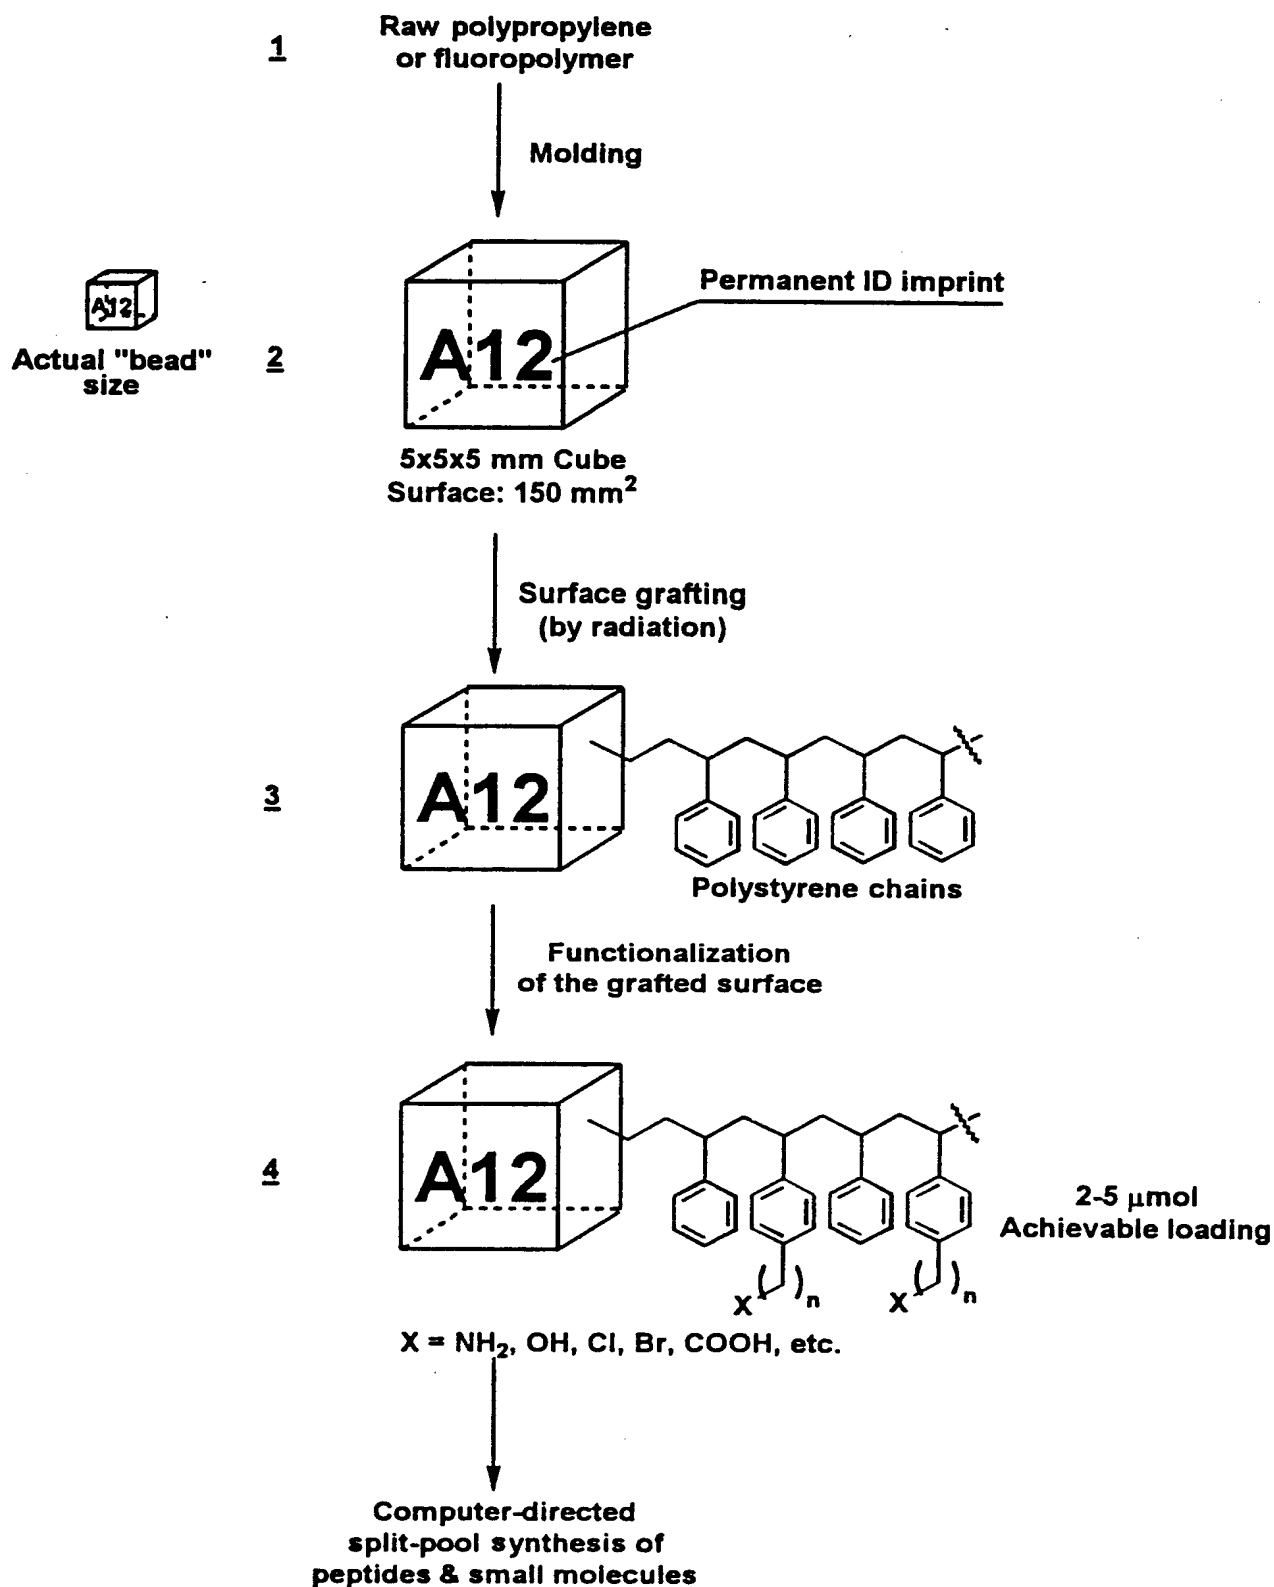 1
Raw polypropylene
or fluoropolymer
Molding
Permanent ID imprint
A12
Actual "bead"
size
2
A12
5x5x5 mm Cube
Surface: 150 mm²
Surface grafting
(by radiation)
3
A12
Polystyrene chains
Functionalization
of the grafted surface
4
A12
2-5 μmol
Achievable loading
X ( )n X ( )n
X = NH₂, OH, Cl, Br, COOH, etc.
Computer-directed
split-pool synthesis of
peptides & small molecules